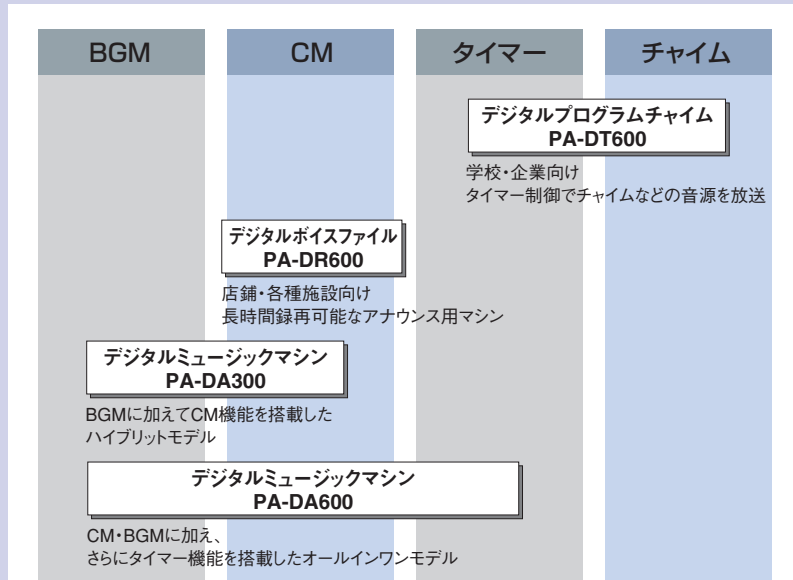 BGM
CM
タイマー
チャイム
デジタルプログラムチャイム
PA-DT600
学校・企業向け
タイマー制御でチャイムなどの音源を放送
デジタルボイスファイル
PA-DR600
店鋪・各種施設向け
長時間録再可能なアナウンス用マシン
デジタルミュージックマシン
PA-DA300
BGMに加えてCM機能を搭載した
ハイブリットモデル
デジタルミュージックマシン
PA-DA600
CM・BGMに加え、
さらにタイマー機能を搭載したオールインワンモデル